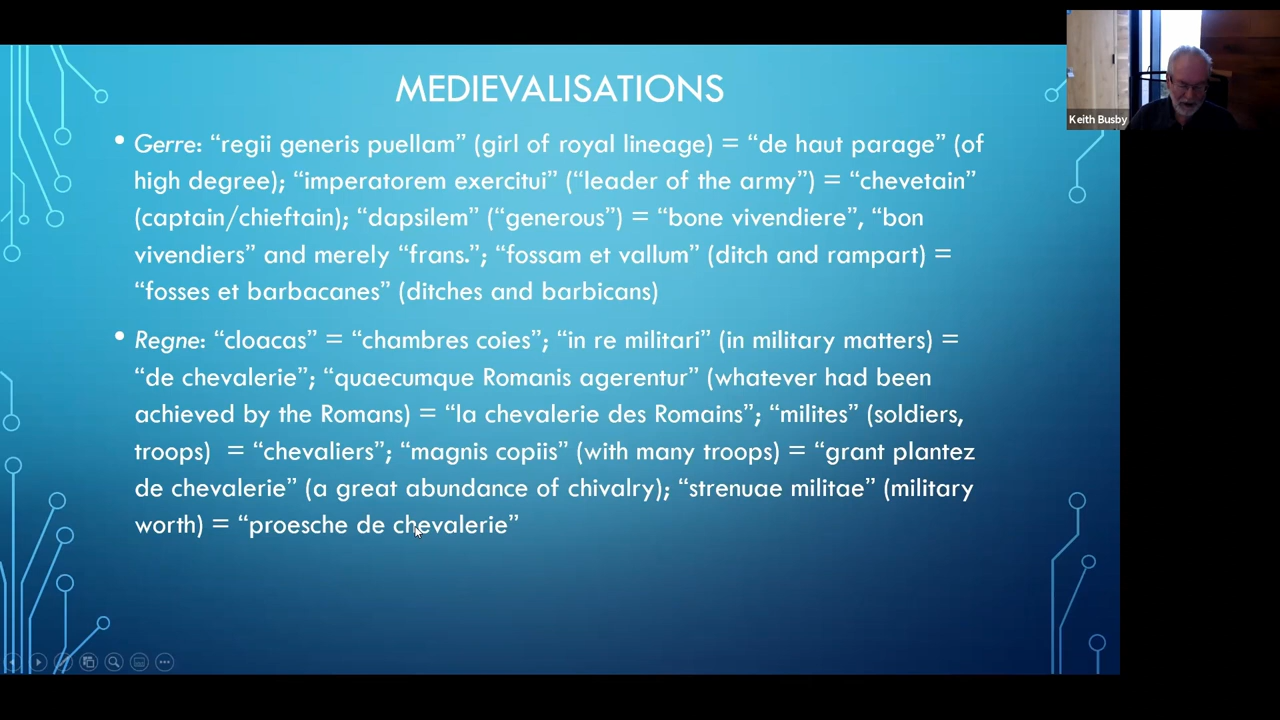 MEDIEVALISATIONS
• Gerre: “regii generis puellam” (girl of royal lineage) = “de haut parage” (of
high degree); “imperatorem exercitui” (“leader of the army”) = “chevetain”
(captain/chieftain); “dapsilem” (“generous”) = “bone vivendiere”, “bon
vivendiers” and merely “frans.”; “fossam et vallum” (ditch and rampart) =
“fosses et barbacanes” (ditches and barbicans)
• Regne: “cloacas” = “chambres coies”; “in re militari” (in military matters) =
“de chevalerie”; “quaecumque Romanis agerentur” (whatever had been
achieved by the Romans) = “la chevalerie des Romains”; “milites” (soldiers,
troops) = “chevaliers”; “magnis copiis” (with many troops) = “grant plantez
de chevalerie” (a great abundance of chivalry); “strenuae militae” (military
worth) = “proesche de chevalerie”
Keith Busby